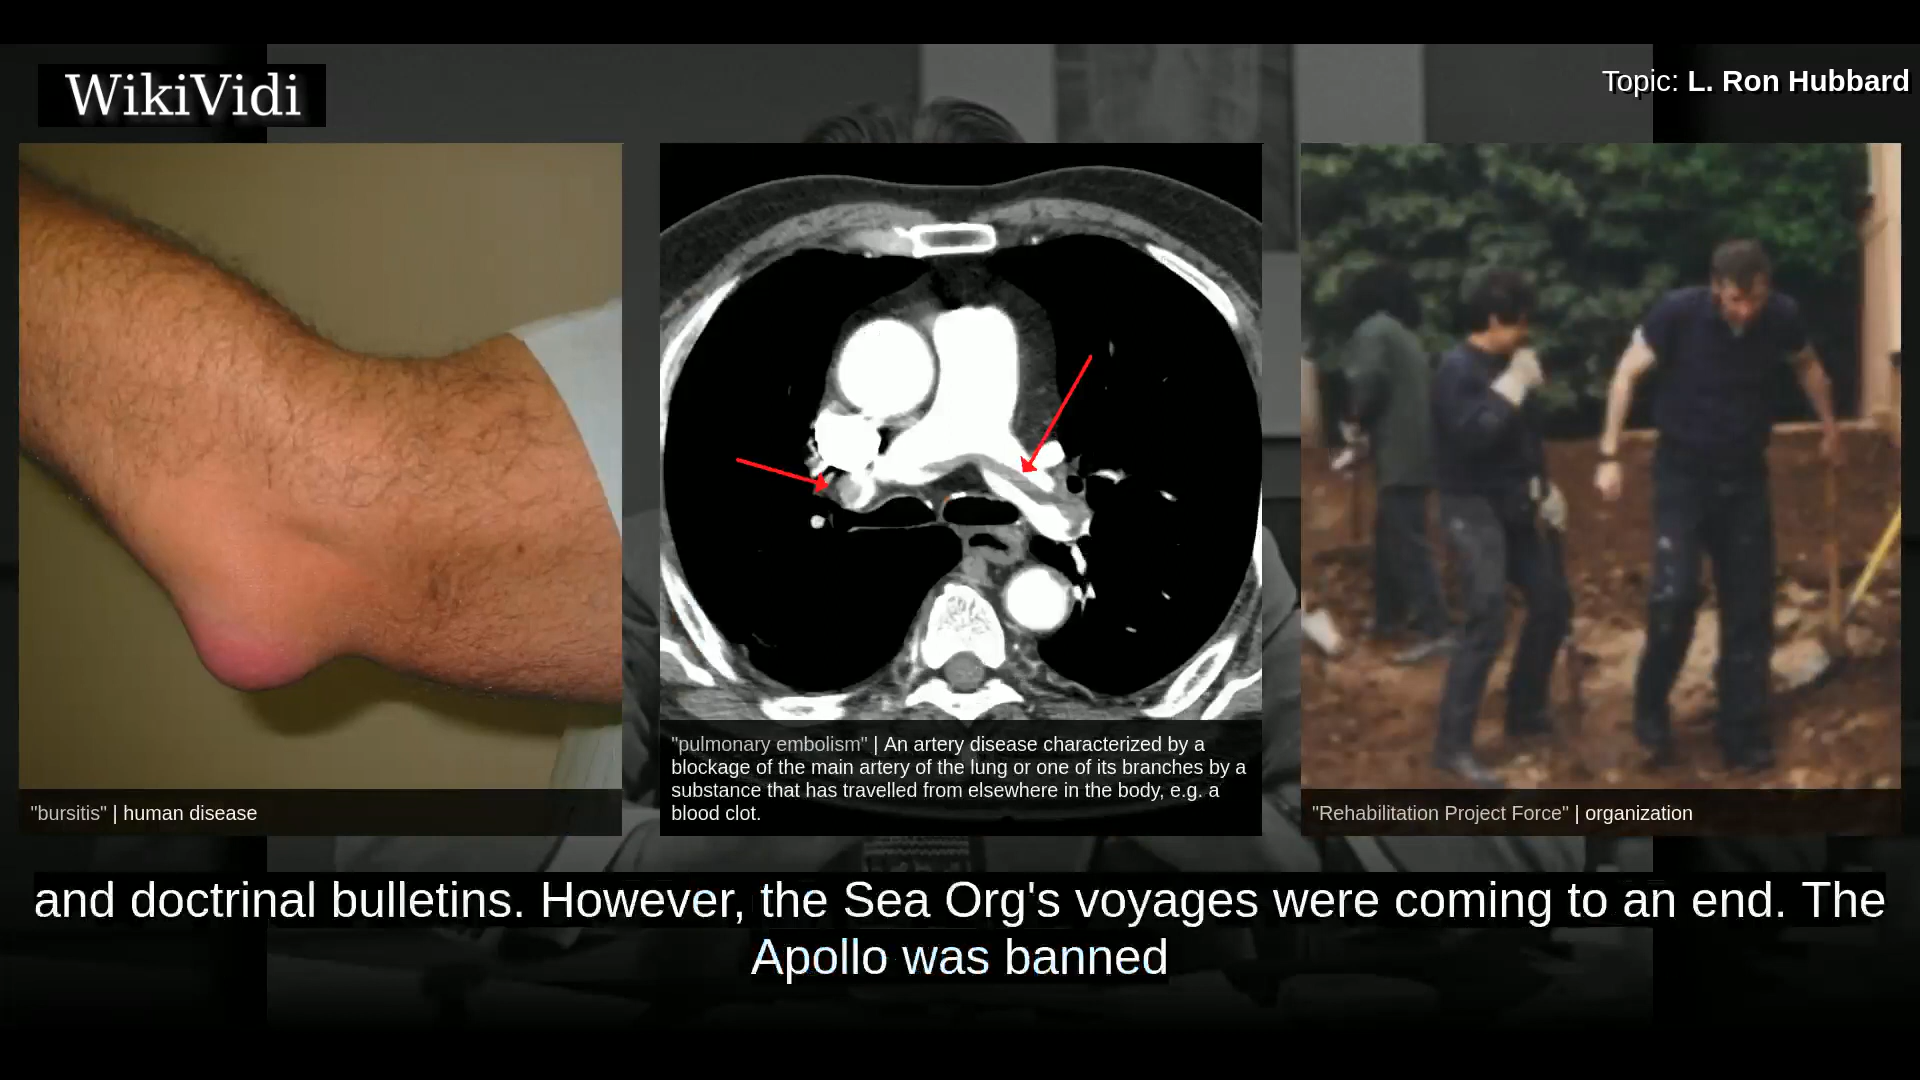 WikiVidi
Topic: L. Ron Hubbard
"bursitis" | human disease
"pulmonary embolism" | An artery disease characterized by a
blockage of the main artery of the lung or one of its branches by a
substance that has travelled from elsewhere in the body, e.g. a
blood clot.
"Rehabilitation Project Force" | organization
and doctrinal bulletins. However, the Sea Org's voyages were coming to an end. The
Apollo was banned